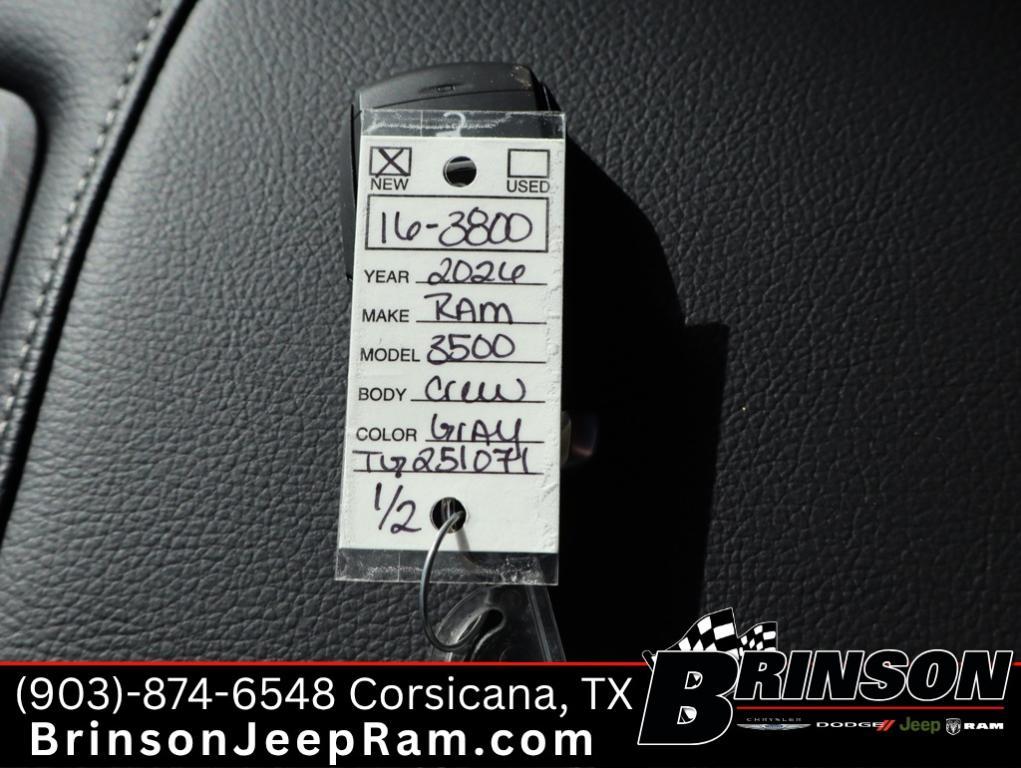 NEW
USED
16-3800
YEAR 2026
MAKE RAM
MODEL 3500
BODY Crew
COLOR GrAy
TG251071
1/2
(903)-874-6548 Corsicana, TX
BrinsonJeepRam.com
BRINSON
CHRYSLER DODGE Jeep RAM